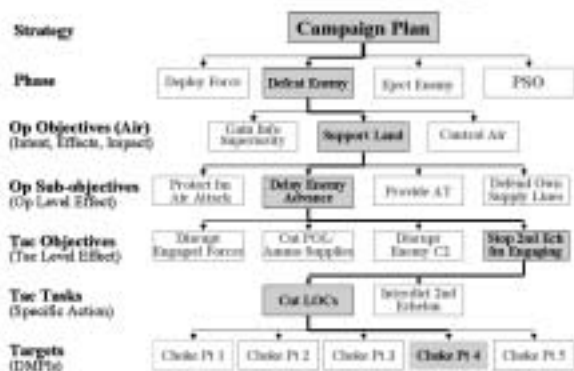 Strategy
Campaign Plan
Phase
Deploy Force
Defeat Enemy
Eject Enemy
PSO
Op Objectives (Air)
(Intent, Effects, Impact)
Gain Info
Superiority
Support Land
Control Air
Op Sub-objectives
(Op Level Effect)
Protect fm
Air Attack
Delay Enemy
Advance
Provide AT
Defend Own
Supply Lines
Tac Objectives
(Tac Level Effect)
Disrupt
Engaged Forces
Cut POL/
Ammo Supplies
Disrupt
Enemy C2
Stop 2nd Ech
fm Engaging
Tac Tasks
(Specific Action)
Cut LOCs
Interdict 2nd
Echelon
Targets
(DMPIs)
Choke Pt 1
Choke Pt 2
Choke Pt 3
Choke Pt 4
Choke Pt 5